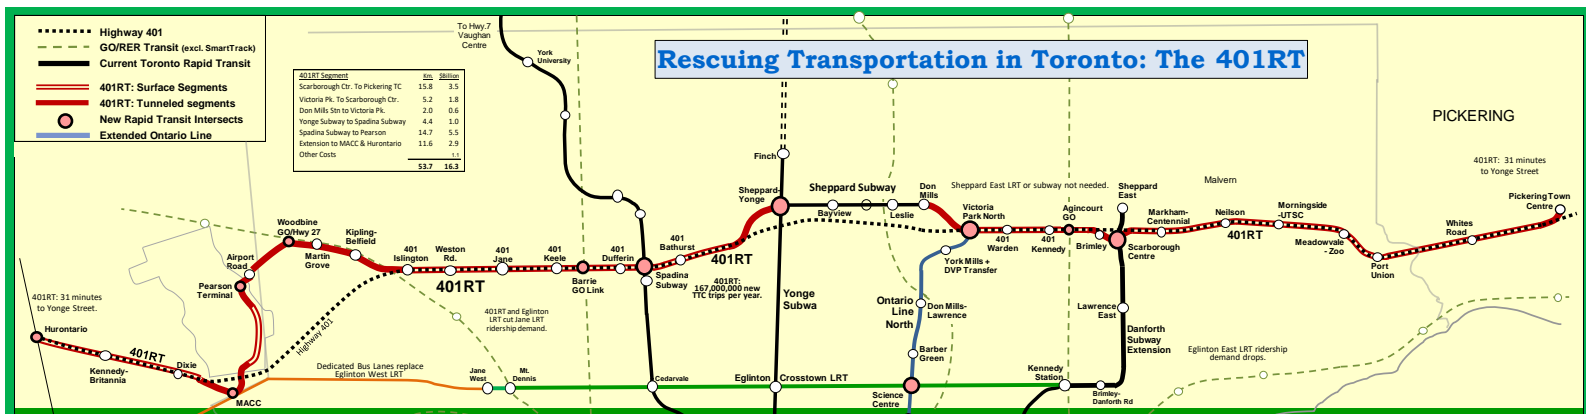 Rescuing Transportation in Toronto: The 401RT
Highway 401
GO/RER Transit (excl. SmartTrack)
Current Toronto Rapid Transit
401RT: Surface Segments
401RT: Tunneled segments
New Rapid Transit Intersects
Extended Ontario Line
401RT Segment Km. $Billion
Scarborough Ctr. To Pickering TC 15.8 3.5
Victoria Pk. To Scarborough Ctr. 5.2 1.8
Don Mills Stn to Victoria Pk. 2.0 0.6
Yonge Subway to Spadina Subway 4.4 1.0
Spadina Subway to Pearson 14.7 5.5
Extension to MACC & Hurontario 11.6 2.9
Other Costs 1.1
53.7 16.3
To Hwy.7
Vaughan
Centre
York
University
Finch
Sheppard-
Yonge
Sheppard Subway
Bayview
Leslie
Don
Mills
Sheppard East LRT or subway not needed.
Victoria
Park North
401
Warden
401
Kennedy
Agincourt
GO
Brimley
Sheppard
East
Scarborough
Centre
Malvern
Markham-
Centennial
Neilson
401RT
Morningside
-UTSC
Meadowvale
- Zoo
Port
Union
Whites
Road
PICKERING
401RT: 31 minutes
to Yonge Street
Pickering Town
Centre
Woodbine
GO/Hwy 27
Martin
Grove
Kipling-
Belfield
Airport
Road
Pearson
Terminal
401
Islington
Weston
Rd.
401RT
401
Jane
401
Keele
Barrie
GO Link
401
Dufferin
Spadina
Subway
401
Bathurst
401RT
401RT:
167,000,000 new
TTC trips per year.
Yonge
Subwa
401RT: 31 minutes
to Yonge Street.
Hurontario
Kennedy-
Britannia
401RT
Dixie
MACC
Highway 401
Dedicated Bus Lanes replace
Eglinton West LRT
401RT and Eglinton
LRT cut Jane LRT
ridership demand.
Jane
West
Mt.
Dennis
Cedarvale
Eglinton Crosstown LRT
York Mills +
DVP Transfer
Ontario
Line
North
Don Mills-
Lawrence
Barber
Green
Science
Centre
Kennedy
Station
Brimley-
Danforth Rd
Lawrence
East
Danforth
Subway
Extension
Eglinton East LRT ridership
demand drops.